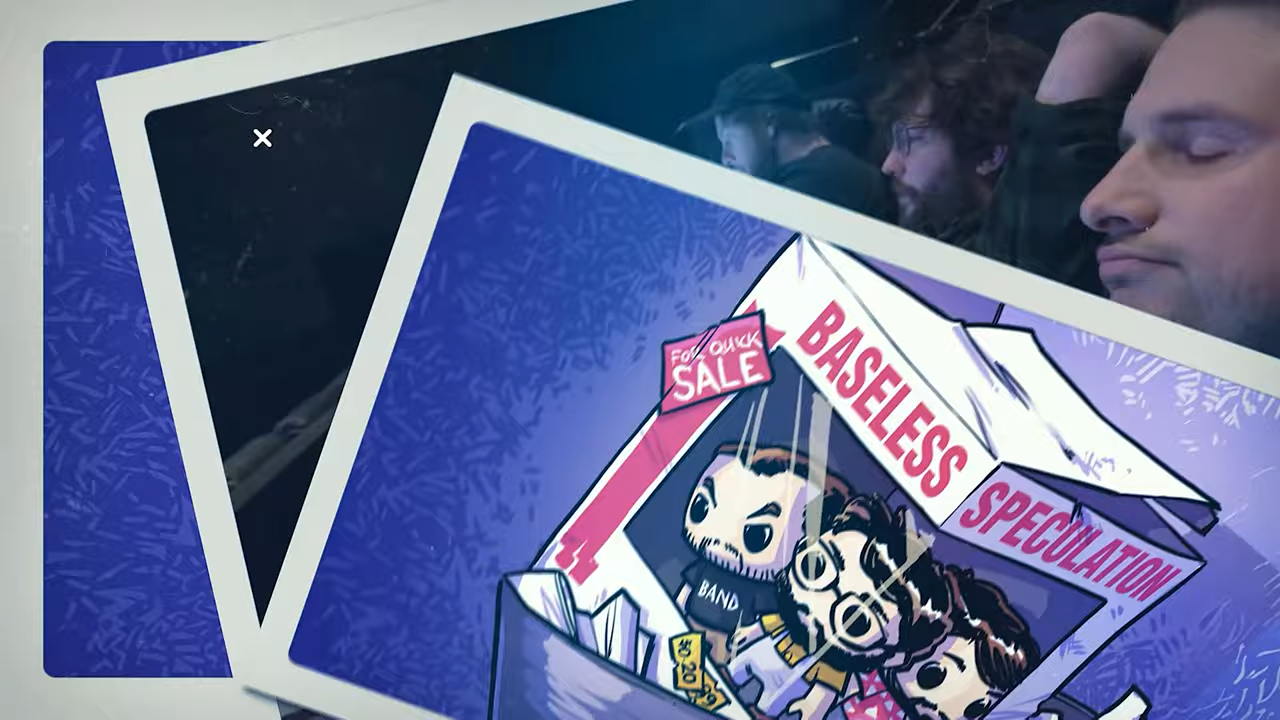 FOR QUICK
SALE
BASELESS
SPECULATION
BAND